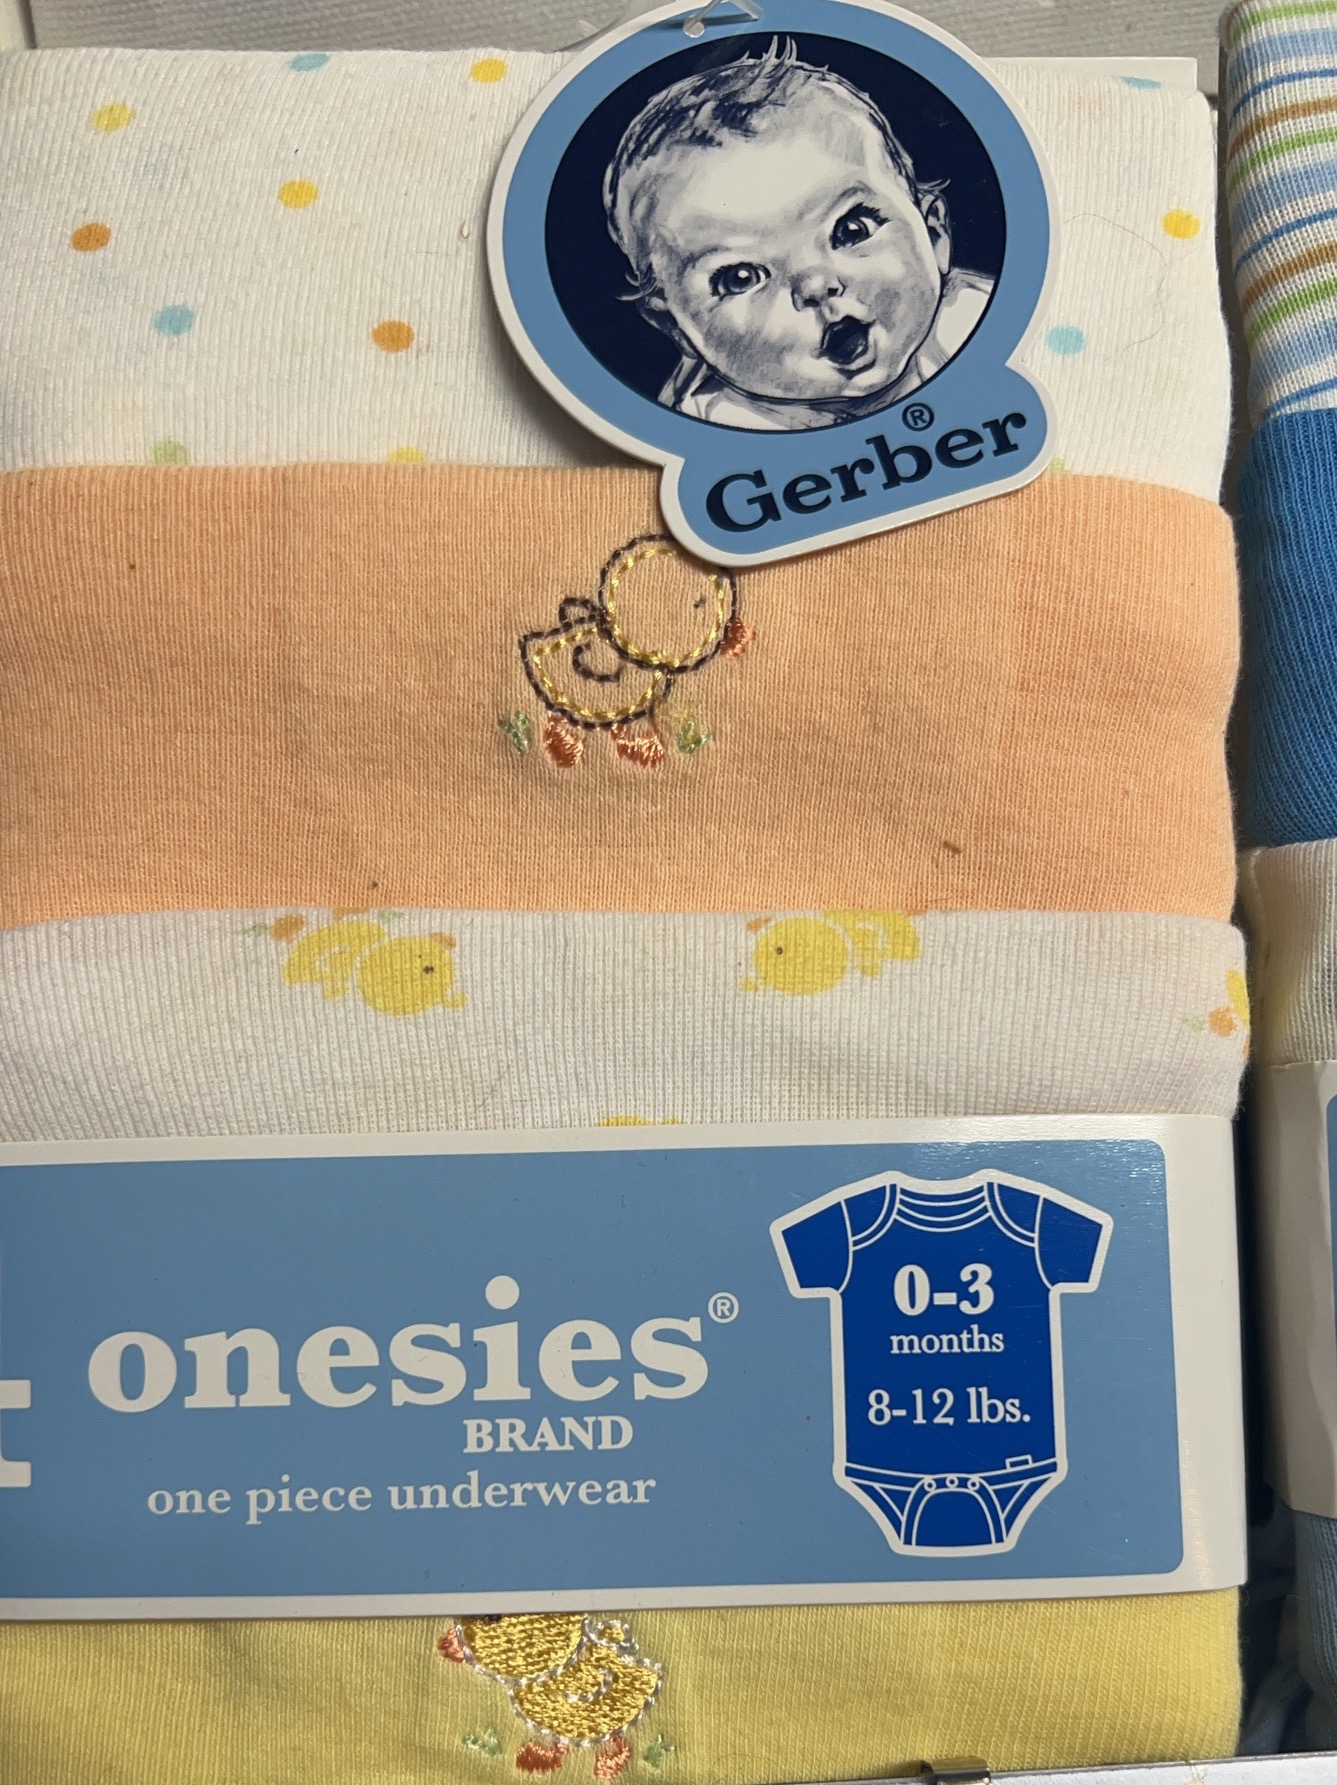 Gerber®
onesies®
BRAND
one piece underwear
0-3
months
8-12 lbs.